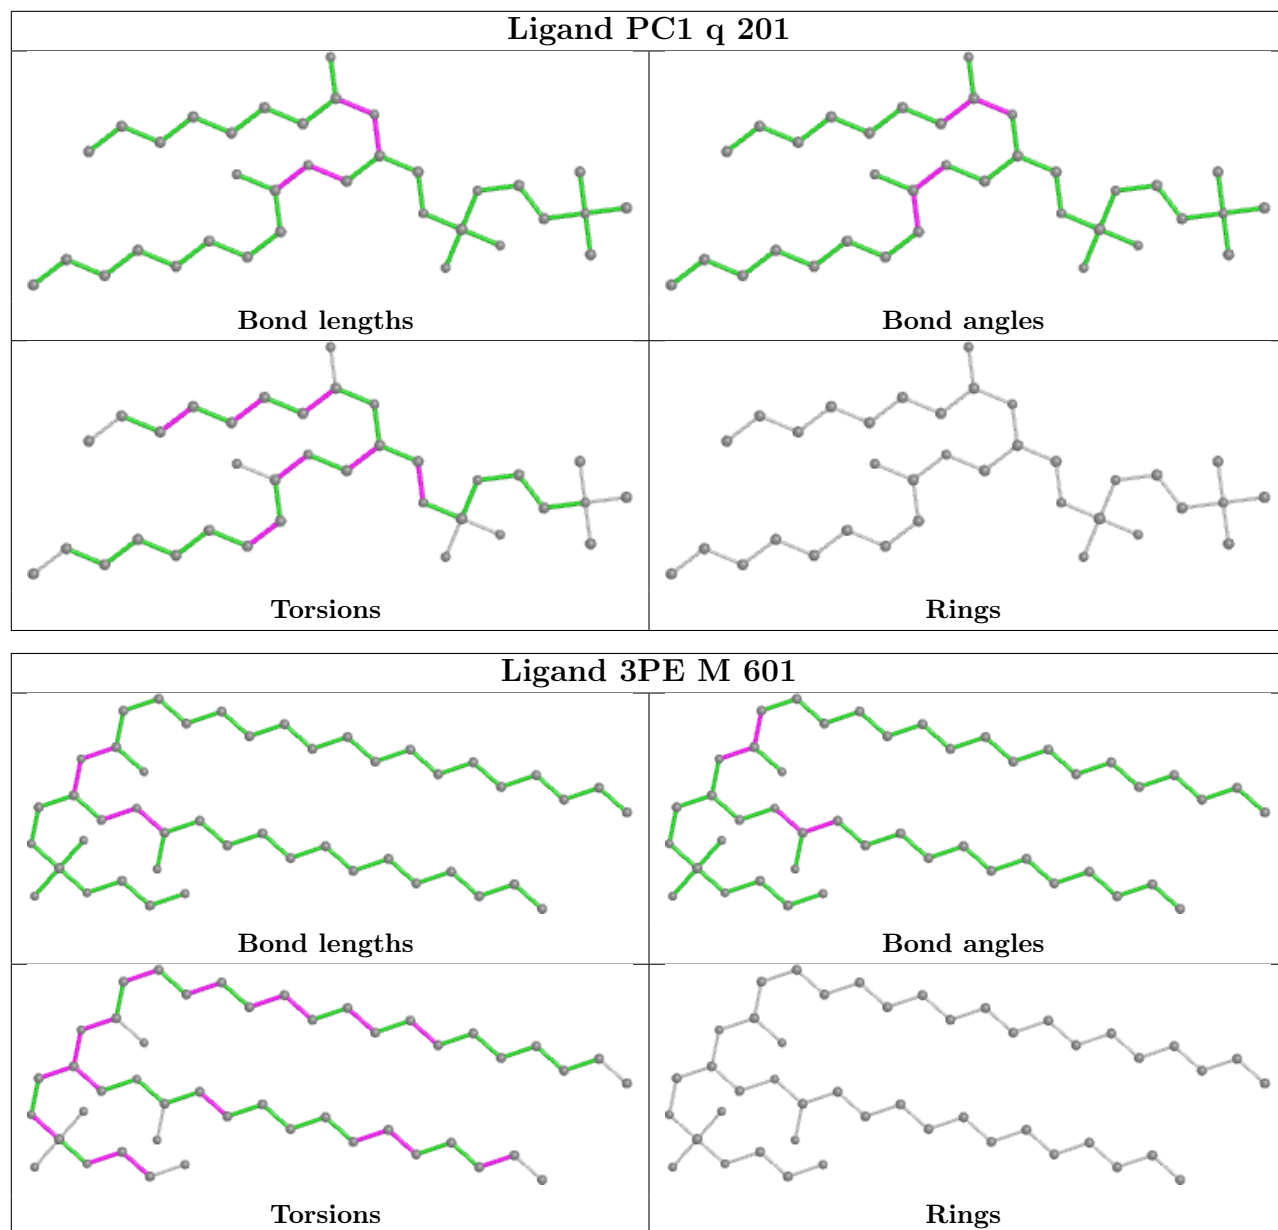 Ligand PC1 q 201
Bond lengths
Bond angles
Torsions
Rings
Ligand 3PE M 601
Bond lengths
Bond angles
Torsions
Rings